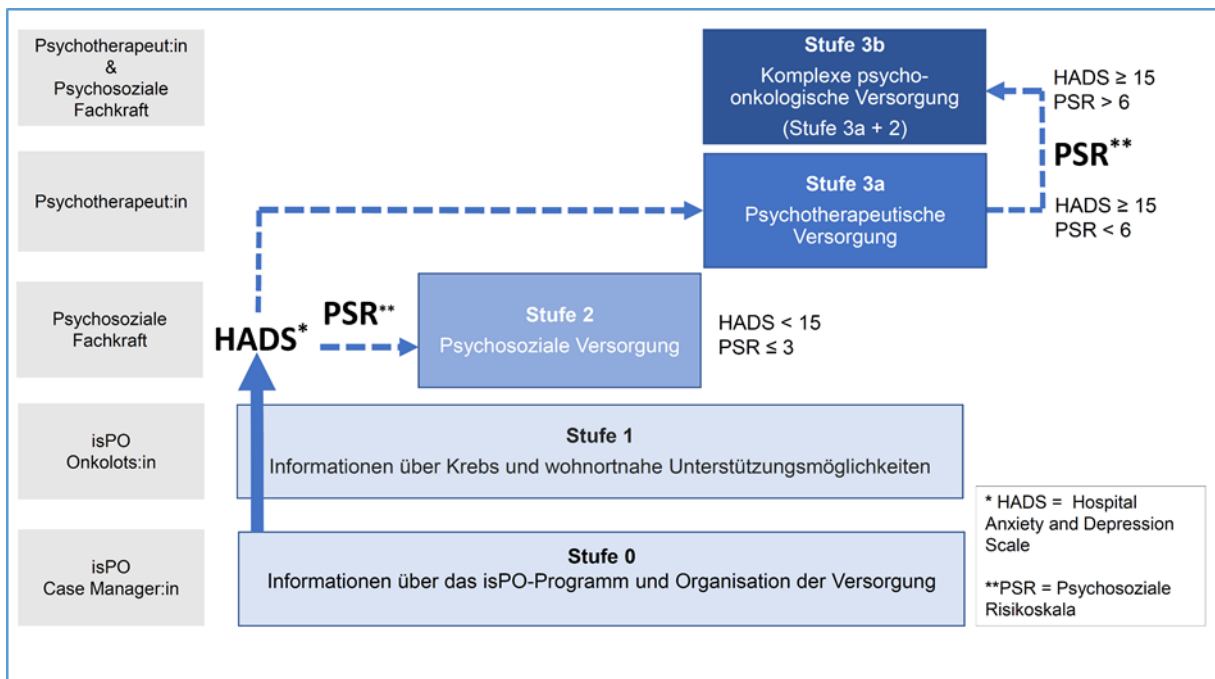 Psychotherapeut:in
&
Psychosoziale
Fachkraft
Stufe 3b
Komplexe psycho-
onkologische Versorgung
(Stufe 3a + 2)
HADS ≥ 15
PSR > 6
PSR**
HADS ≥ 15
PSR < 6
Psychotherapeut:in
Stufe 3a
Psychotherapeutische
Versorgung
Psychosoziale
Fachkraft
HADS*
PSR**
Stufe 2
Psychosoziale Versorgung
HADS < 15
PSR ≤ 3
isPO
Onkolots:in
Stufe 1
Informationen über Krebs und wohnortnahe Unterstützungsmöglichkeiten
isPO
Case Manager:in
Stufe 0
Informationen über das isPO-Programm und Organisation der Versorgung
* HADS = Hospital
Anxiety and Depression
Scale
**PSR = Psychosoziale
Risikoskala